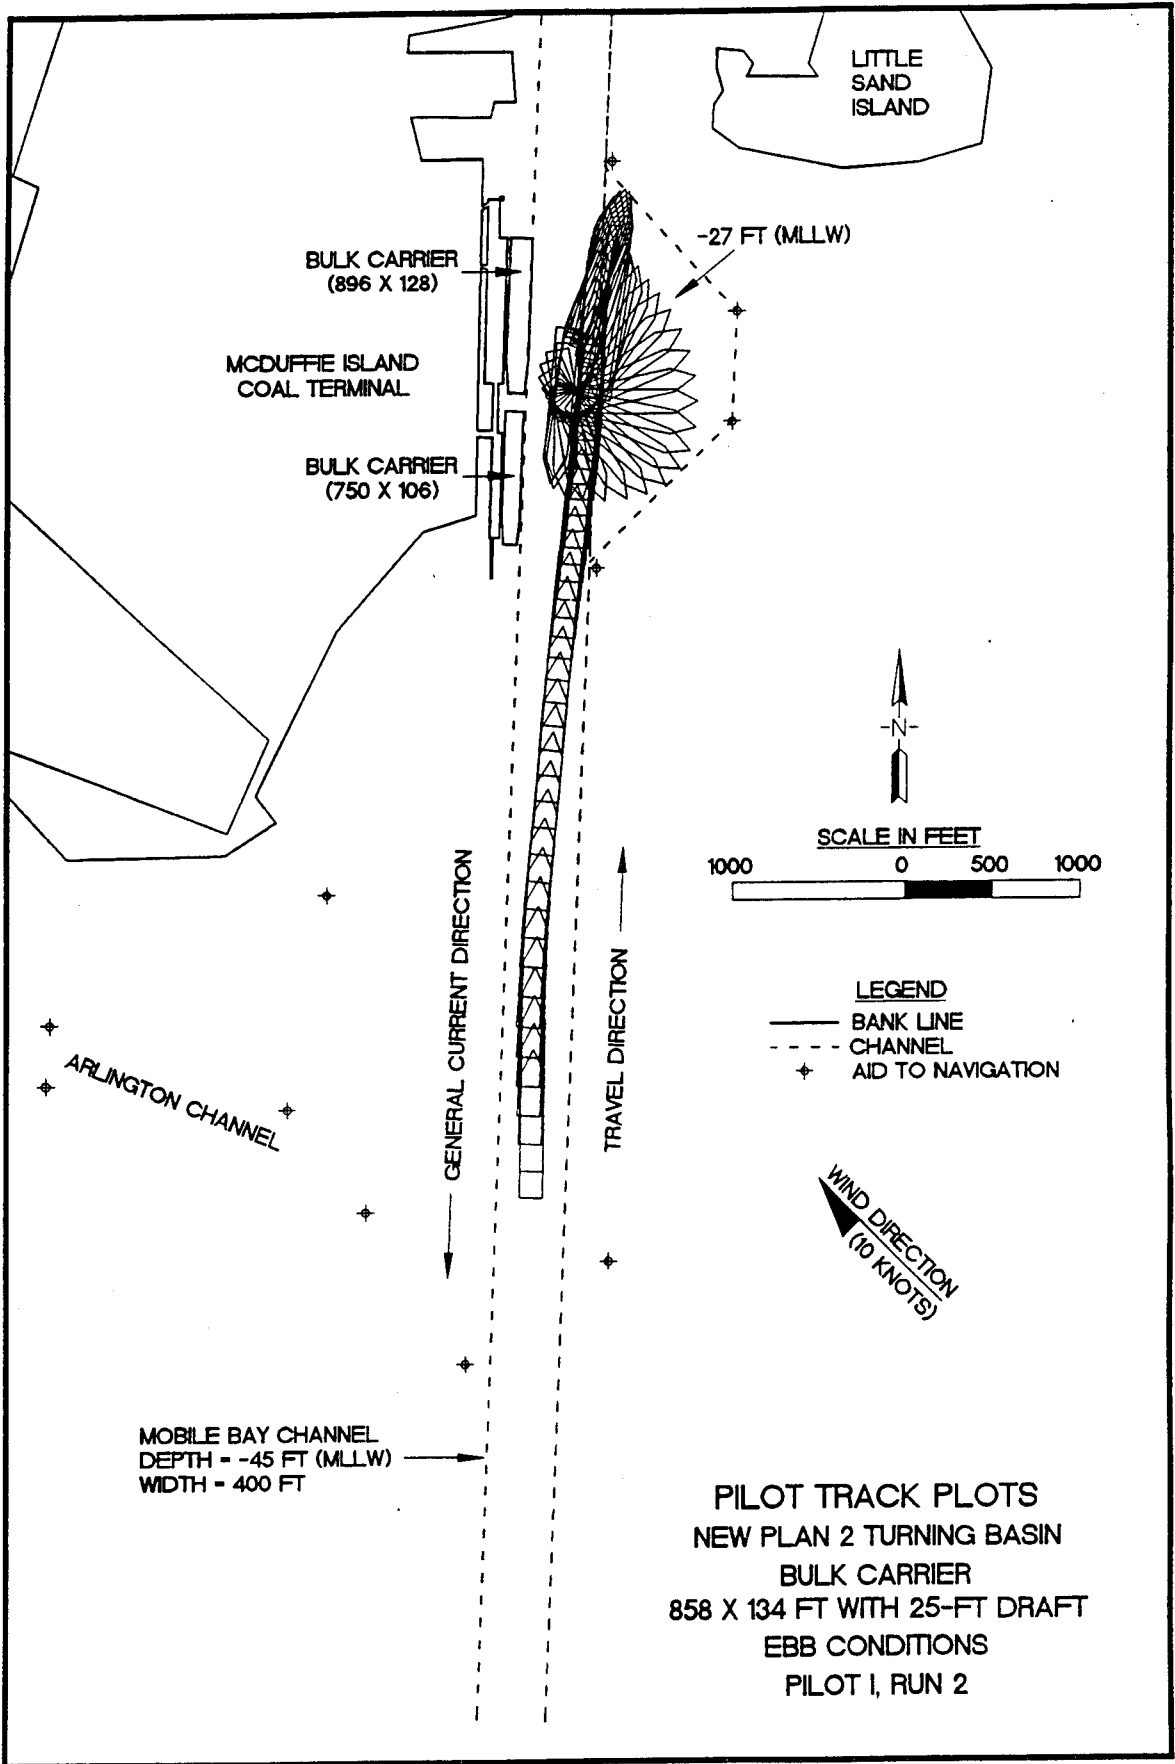 LITTLE
SAND
ISLAND
-27 FT (MLLW)
BULK CARRIER
(896 X 128)
MCDUFFIE ISLAND
COAL TERMINAL
BULK CARRIER
(750 X 106)
-N-
SCALE IN FEET
1000 0 500 1000
GENERAL CURRENT DIRECTION
TRAVEL DIRECTION
LEGEND
BANK LINE
CHANNEL
AID TO NAVIGATION
ARLINGTON CHANNEL
WIND DIRECTION
(10 KNOTS)
MOBILE BAY CHANNEL
DEPTH = -45 FT (MLLW)
WIDTH = 400 FT
PILOT TRACK PLOTS
NEW PLAN 2 TURNING BASIN
BULK CARRIER
858 X 134 FT WITH 25-FT DRAFT
EBB CONDITIONS
PILOT I, RUN 2